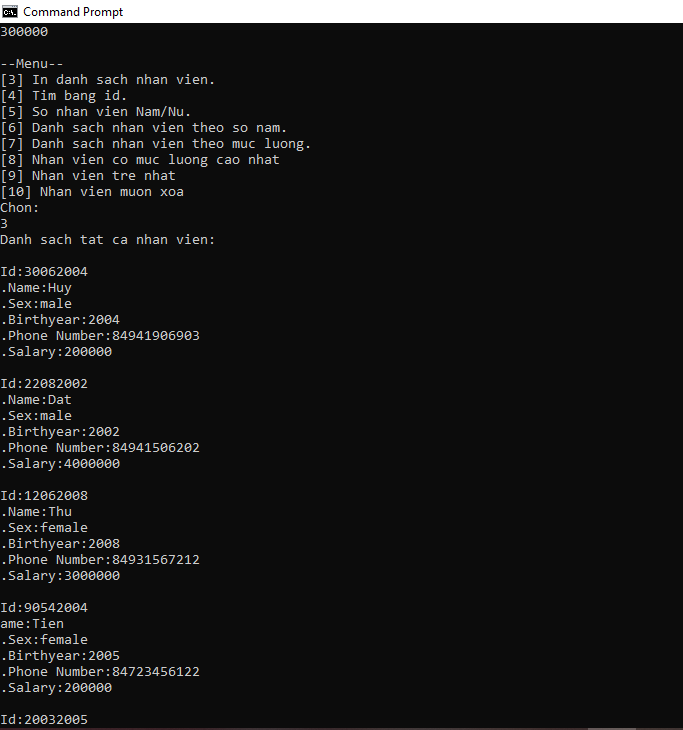 Command Prompt
300000
--Menu--
[3] In danh sach nhan vien.
[4] Tim bang id.
[5] So nhan vien Nam/Nu.
[6] Danh sach nhan vien theo so nam.
[7] Danh sach nhan vien theo muc luong.
[8] Nhan vien co muc luong cao nhat
[9] Nhan vien tre nhat
[10] Nhan vien muon xoa
Chon:
3
Danh sach tat ca nhan vien:
Id:30062004
.Name:Huy
.Sex:male
.Birthyear:2004
.Phone Number:84941906903
.Salary:200000
Id:22082002
.Name:Dat
.Sex:male
.Birthyear:2002
.Phone Number:84941506202
.Salary:4000000
Id:12062008
.Name:Thu
.Sex:female
.Birthyear:2008
.Phone Number:84931567212
.Salary:3000000
Id:90542004
ame:Tien
.Sex:female
.Birthyear:2005
.Phone Number:84723456122
.Salary:200000
Id:20032005